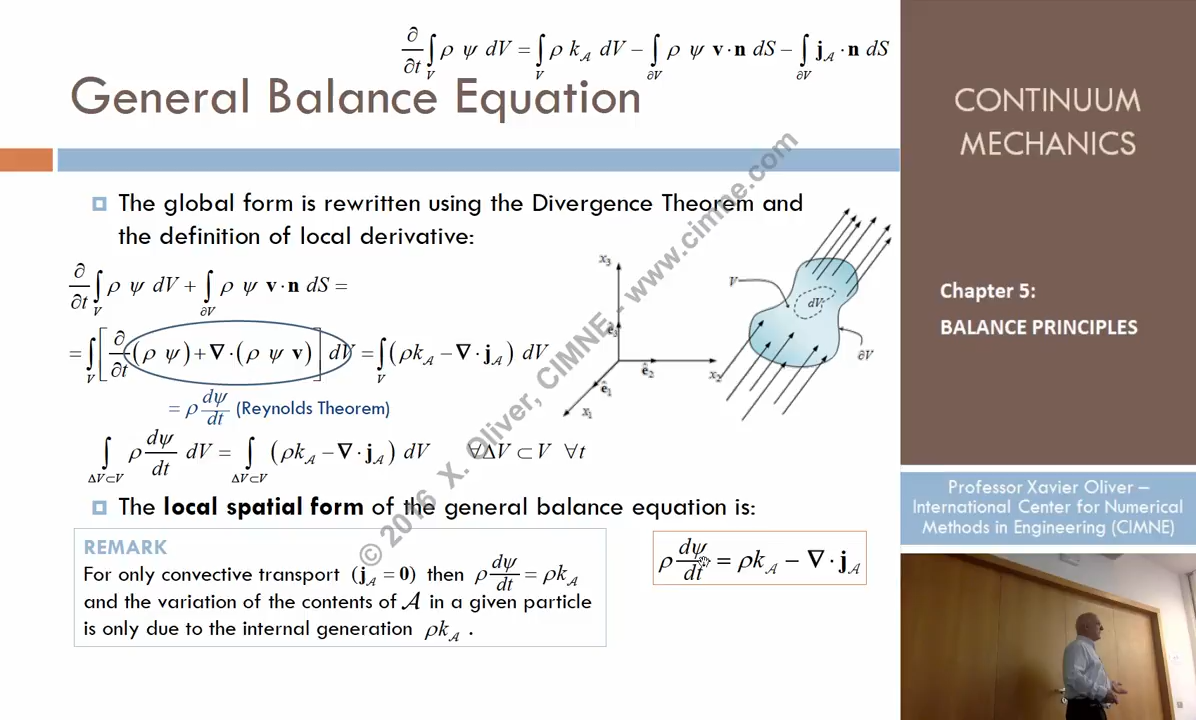 ∂/∂t ∫_V ρ ψ dV = ∫_V ρ k_𝒜 dV − ∫_∂V ρ ψ v · n dS − ∫_∂V j_𝒜 · n dS
General Balance Equation
CONTINUUM
MECHANICS
The global form is rewritten using the Divergence Theorem and
the definition of local derivative:
∂/∂t ∫_V ρ ψ dV + ∫_∂V ρ ψ v · n dS =
= ∫_V [ ∂/∂t (ρ ψ) + ∇ · (ρ ψ v) ] dV = ∫_V (ρk_𝒜 − ∇ · j_𝒜) dV
= ρ dψ/dt (Reynolds Theorem)
∫_ΔV⊂V ρ dψ/dt dV = ∫_ΔV⊂V (ρk_𝒜 − ∇ · j_𝒜) dV ∀ΔV ⊂ V ∀t
x₃
ê₃
ê₂
x₂
ê₁
x₁
V
dV
∂V
Chapter 5:
BALANCE PRINCIPLES
The local spatial form of the general balance equation is:
REMARK
For only convective transport (j_𝒜 = 0) then ρ dψ/dt = ρk_𝒜
and the variation of the contents of 𝒜 in a given particle
is only due to the internal generation ρk_𝒜 .
ρ dψ/dt = ρk_𝒜 − ∇ · j_𝒜
Professor Xavier Oliver –
International Center for Numerical
Methods in Engineering (CIMNE)
© 2016 X. Oliver, CIMNE - www.cimne.com